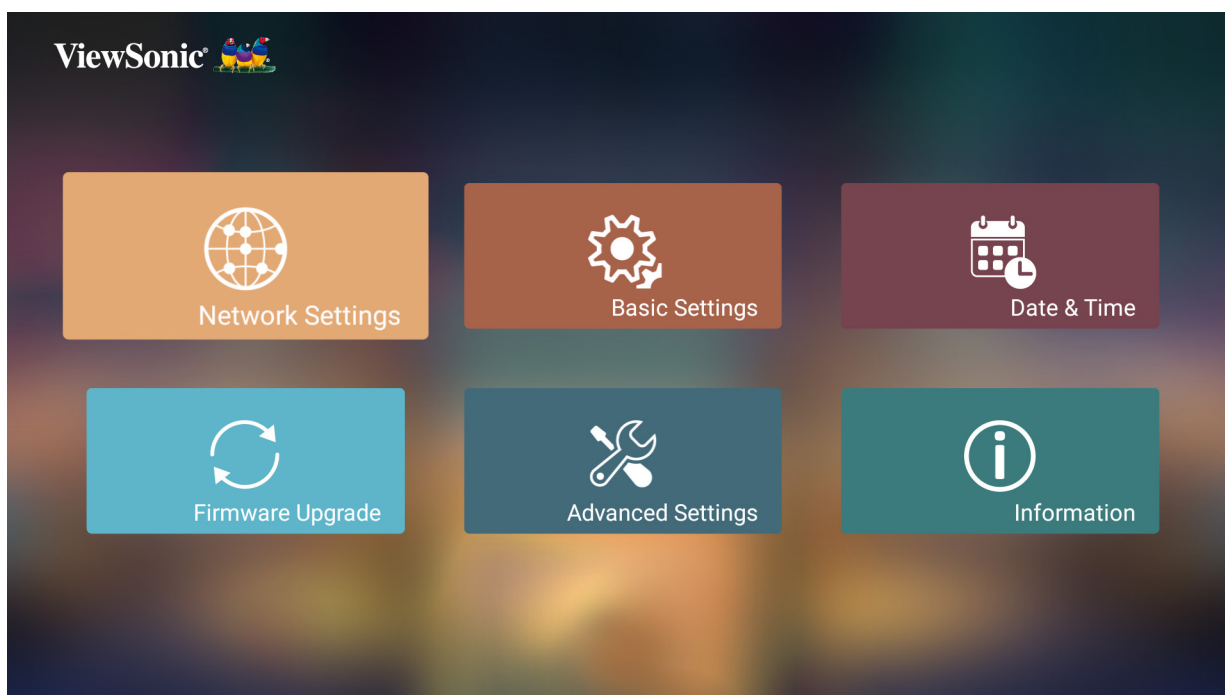 ViewSonic®
Network Settings
Basic Settings
Date & Time
Firmware Upgrade
Advanced Settings
Information